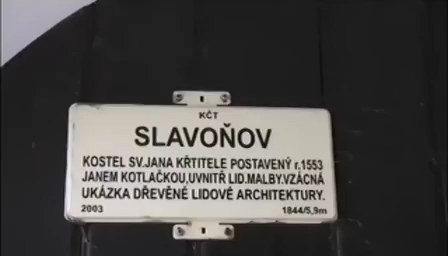 KČT
SLAVOŇOV
KOSTEL SV.JANA KŘTITELE POSTAVENÝ r.1553
JANEM KOTLAČKOU,UVNITŘ LID.MALBY.VZÁCNÁ
UKÁZKA DŘEVĚNÉ LIDOVÉ ARCHITEKTURY.
2003 1844/5,9m